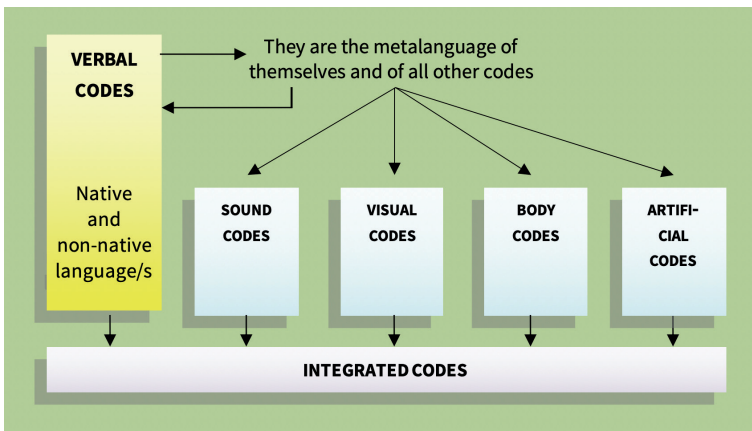 VERBAL
CODES
Native
and
non-native
language/s
They are the metalanguage of
themselves and of all other codes
SOUND
CODES
VISUAL
CODES
BODY
CODES
ARTIFI-
CIAL
CODES
INTEGRATED CODES